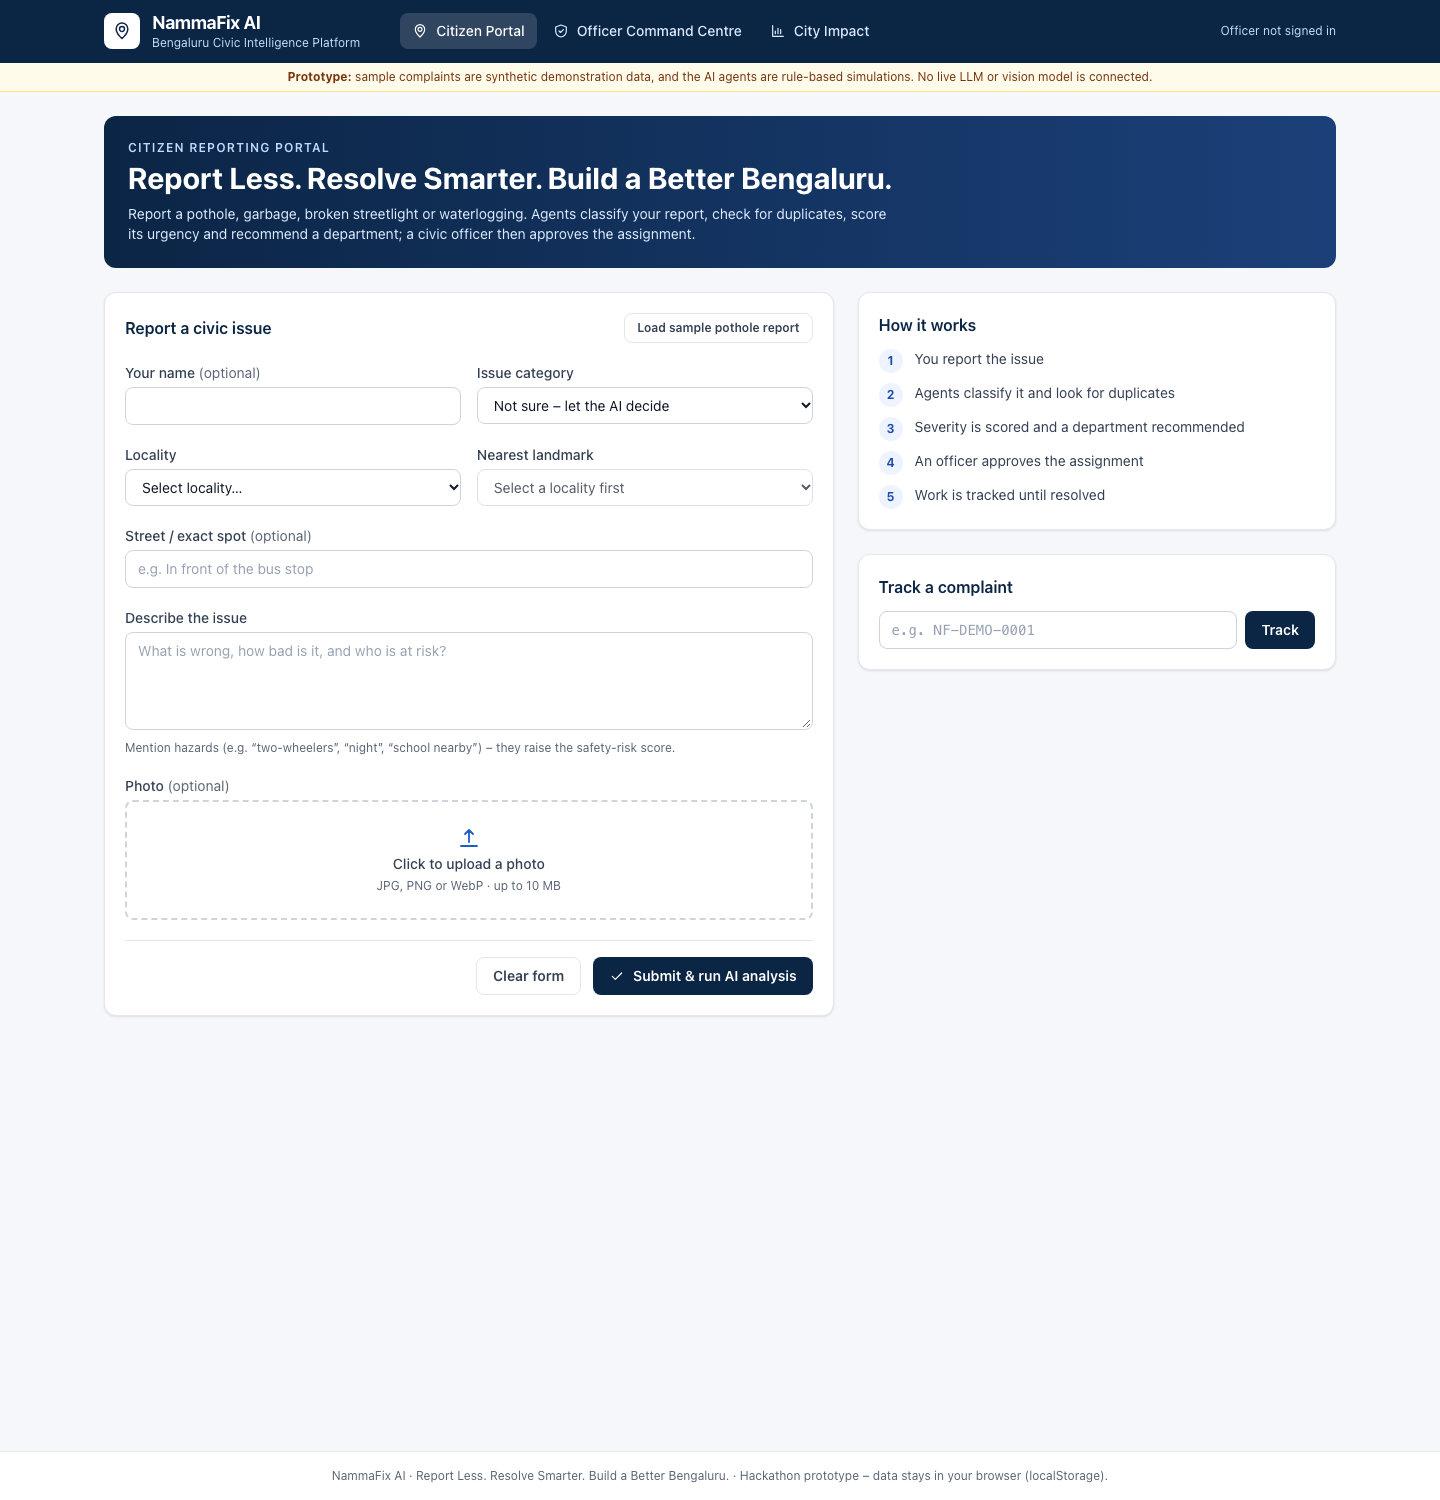 NammaFix AI
Bengaluru Civic Intelligence Platform
Citizen Portal
Officer Command Centre
City Impact
Officer not signed in
Prototype: sample complaints are synthetic demonstration data, and the AI agents are rule-based simulations. No live LLM or vision model is connected.
CITIZEN REPORTING PORTAL
Report Less. Resolve Smarter. Build a Better Bengaluru.
Report a pothole, garbage, broken streetlight or waterlogging. Agents classify your report, check for duplicates, score
its urgency and recommend a department; a civic officer then approves the assignment.
Report a civic issue
Load sample pothole report
Your name (optional)
Issue category
Not sure – let the AI decide
Locality
Nearest landmark
Select locality...
Select a locality first
Street / exact spot (optional)
e.g. In front of the bus stop
Describe the issue
What is wrong, how bad is it, and who is at risk?
Mention hazards (e.g. “two-wheelers”, “night”, “school nearby”) – they raise the safety-risk score.
Photo (optional)
Click to upload a photo
JPG, PNG or WebP · up to 10 MB
Clear form
Submit & run AI analysis
How it works
1 You report the issue
2 Agents classify it and look for duplicates
3 Severity is scored and a department recommended
4 An officer approves the assignment
5 Work is tracked until resolved
Track a complaint
e.g. NF-DEMO-0001
Track
NammaFix AI · Report Less. Resolve Smarter. Build a Better Bengaluru. · Hackathon prototype – data stays in your browser (localStorage).